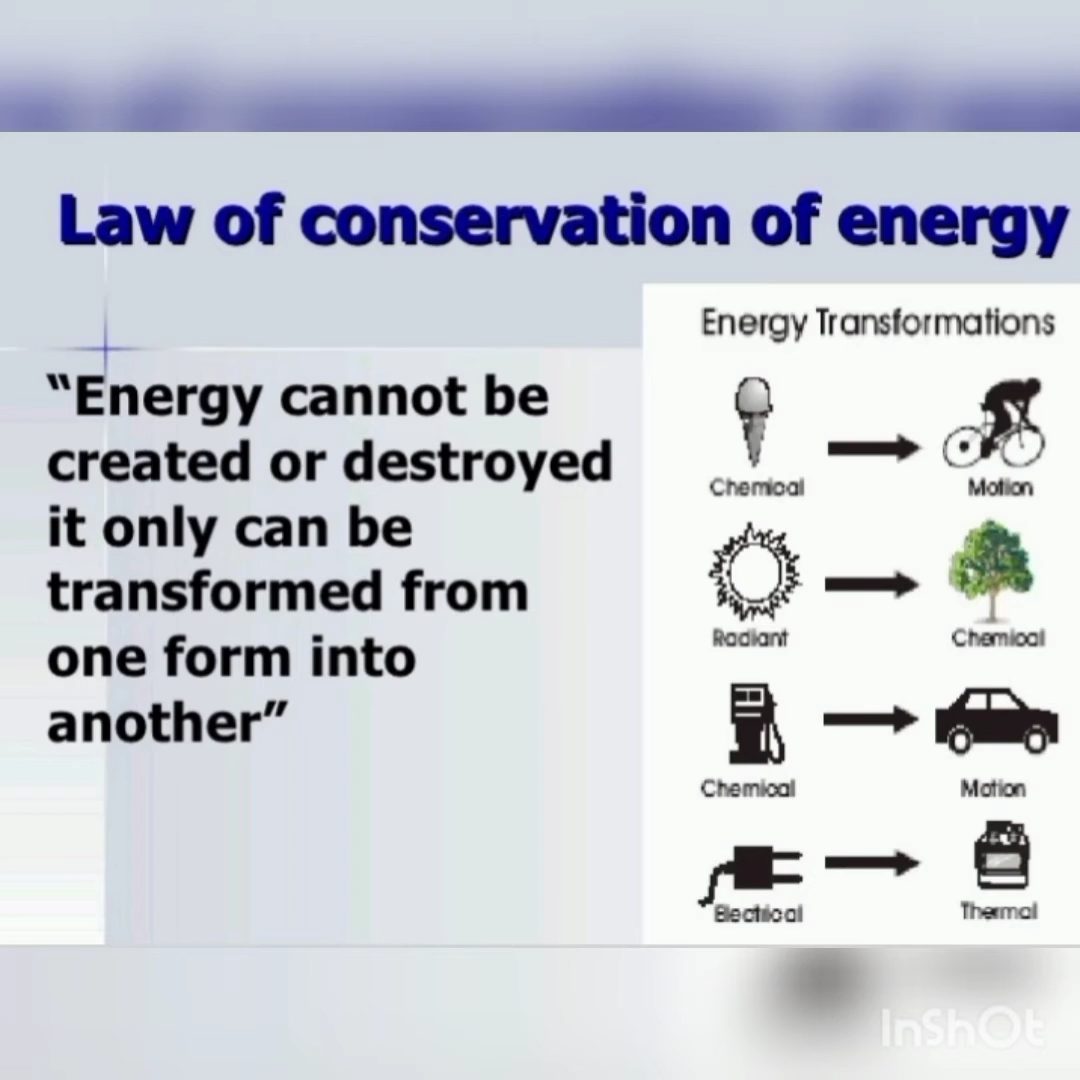 Law of conservation of energy
“Energy cannot be
created or destroyed
it only can be
transformed from
one form into
another”
Energy Transformations
Chemical
Motion
Radiant
Chemical
Chemical
Motion
Electrical
Thermal
InShOt